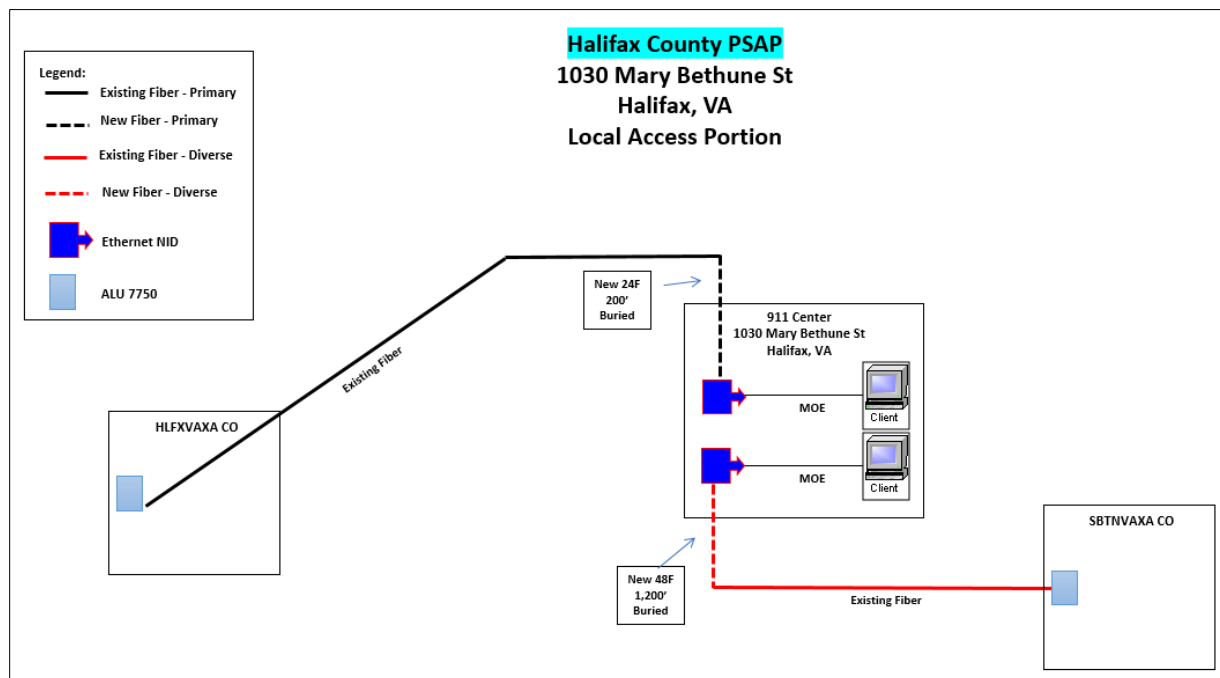 Halifax County PSAP
1030 Mary Bethune St
Halifax, VA
Local Access Portion
Legend:
Existing Fiber - Primary
New Fiber - Primary
Existing Fiber - Diverse
New Fiber - Diverse
Ethernet NID
ALU 7750
New 24F
200'
Buried
911 Center
1030 Mary Bethune St
Halifax, VA
Existing Fiber
MOE
Client
HLFXVAXA CO
MOE
Client
SBTNVAXA CO
New 48F
1,200'
Buried
Existing Fiber